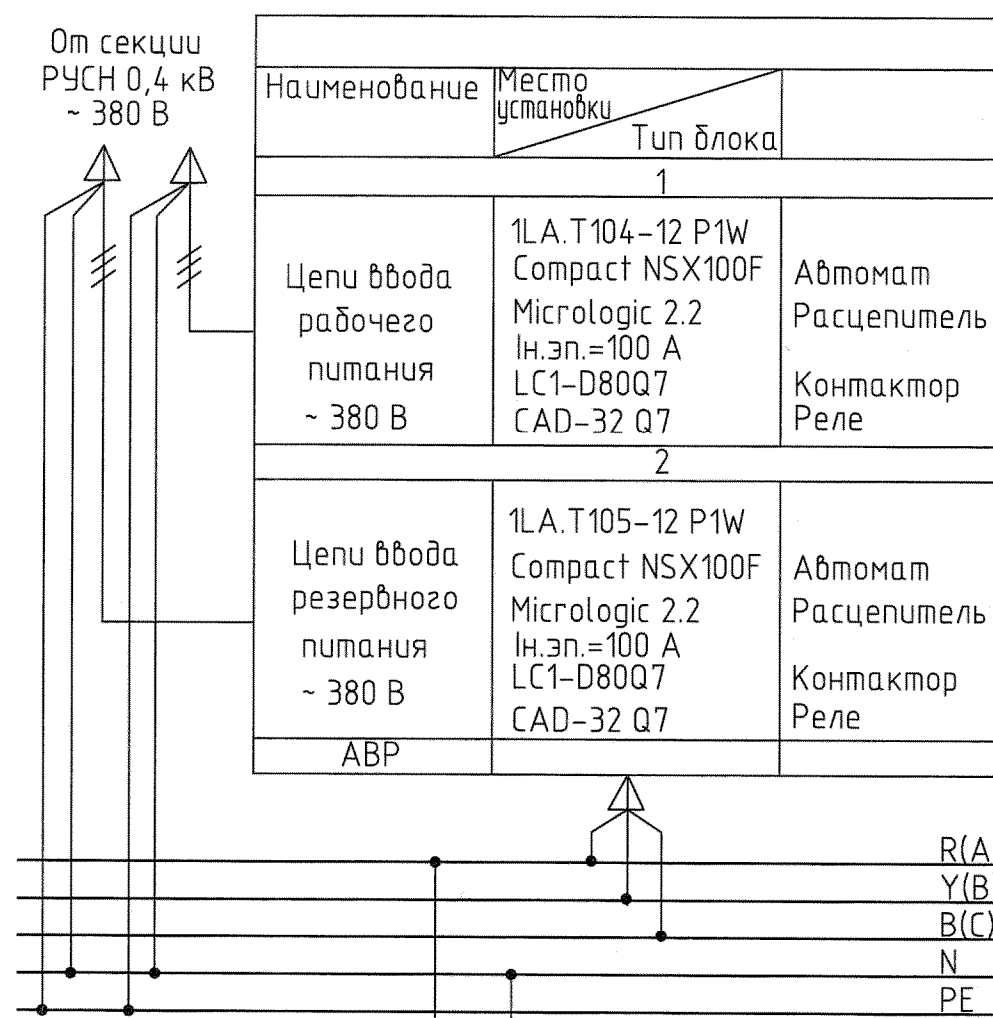 От секции
РУСН 0,4 кВ
~ 380 В
Наименование
Место
установки
Тип блока
1
Цепи ввода
рабочего
питания
~ 380 В
1LA.T104-12 P1W
Compact NSX100F
Micrologic 2.2
Iн.эп.=100 А
LC1-D80Q7
CAD-32 Q7
Автомат
Расцепитель
Контактор
Реле
2
Цепи ввода
резервного
питания
~ 380 В
1LA.T105-12 P1W
Compact NSX100F
Micrologic 2.2
Iн.эп.=100 А
LC1-D80Q7
CAD-32 Q7
Автомат
Расцепитель
Контактор
Реле
АВР
R(A
Y(B
B(C)
N
PE